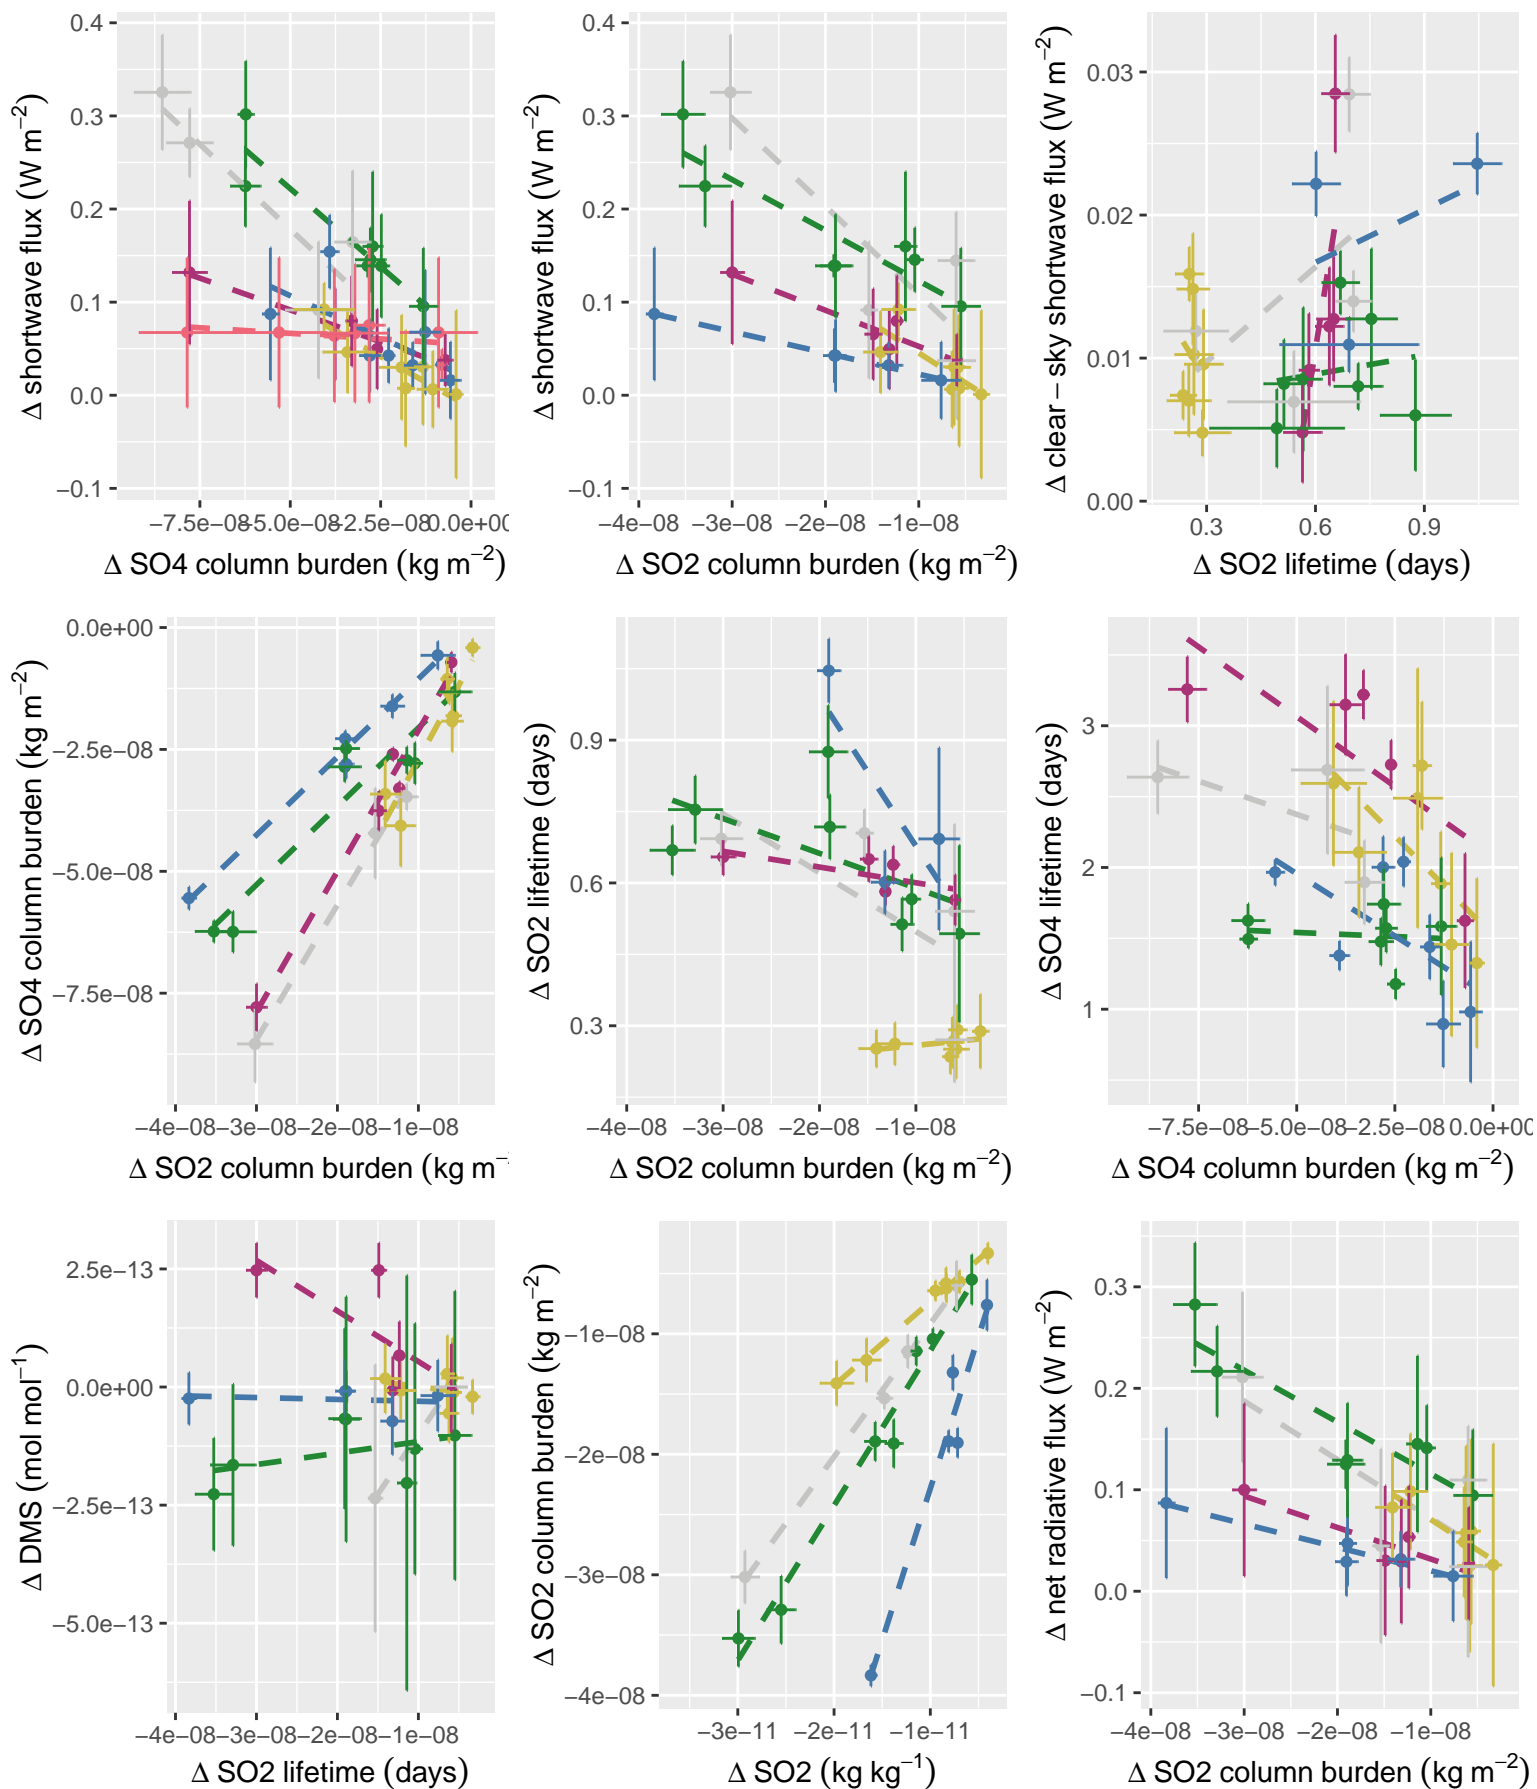 Δ shortwave flux (W m−2)
0.4
0.3
0.2
0.1
0.0
−0.1
−7.5e−08
−5.0e−08
−2.5e−08
0.0e+00
Δ SO4 column burden (kg m−2)
Δ shortwave flux (W m−2)
0.4
0.3
0.2
0.1
0.0
−0.1
−4e−08
−3e−08
−2e−08
−1e−08
Δ SO2 column burden (kg m−2)
Δ clear − sky shortwave flux (W m−2)
0.03
0.02
0.01
0.00
0.3
0.6
0.9
Δ SO2 lifetime (days)
Δ SO4 column burden (kg m−2)
0.0e+00
−2.5e−08
−5.0e−08
−7.5e−08
−4e−08
−3e−08
−2e−08
−1e−08
Δ SO2 column burden (kg m−
Δ SO2 lifetime (days)
0.9
0.6
0.3
−4e−08
−3e−08
−2e−08
−1e−08
Δ SO2 column burden (kg m−2)
Δ SO4 lifetime (days)
3
2
1
−7.5e−08
−5.0e−08
−2.5e−08
0.0e+00
Δ SO4 column burden (kg m−2)
Δ DMS (mol mol−1)
2.5e−13
0.0e+00
−2.5e−13
−5.0e−13
−4e−08
−3e−08
−2e−08
−1e−08
Δ SO2 lifetime (days)
Δ SO2 column burden (kg m−2)
−1e−08
−2e−08
−3e−08
−4e−08
−3e−11
−2e−11
−1e−11
Δ SO2 (kg kg−1)
Δ net radiative flux (W m−2)
0.3
0.2
0.1
0.0
−0.1
−4e−08
−3e−08
−2e−08
−1e−08
Δ SO2 column burden (kg m−2)